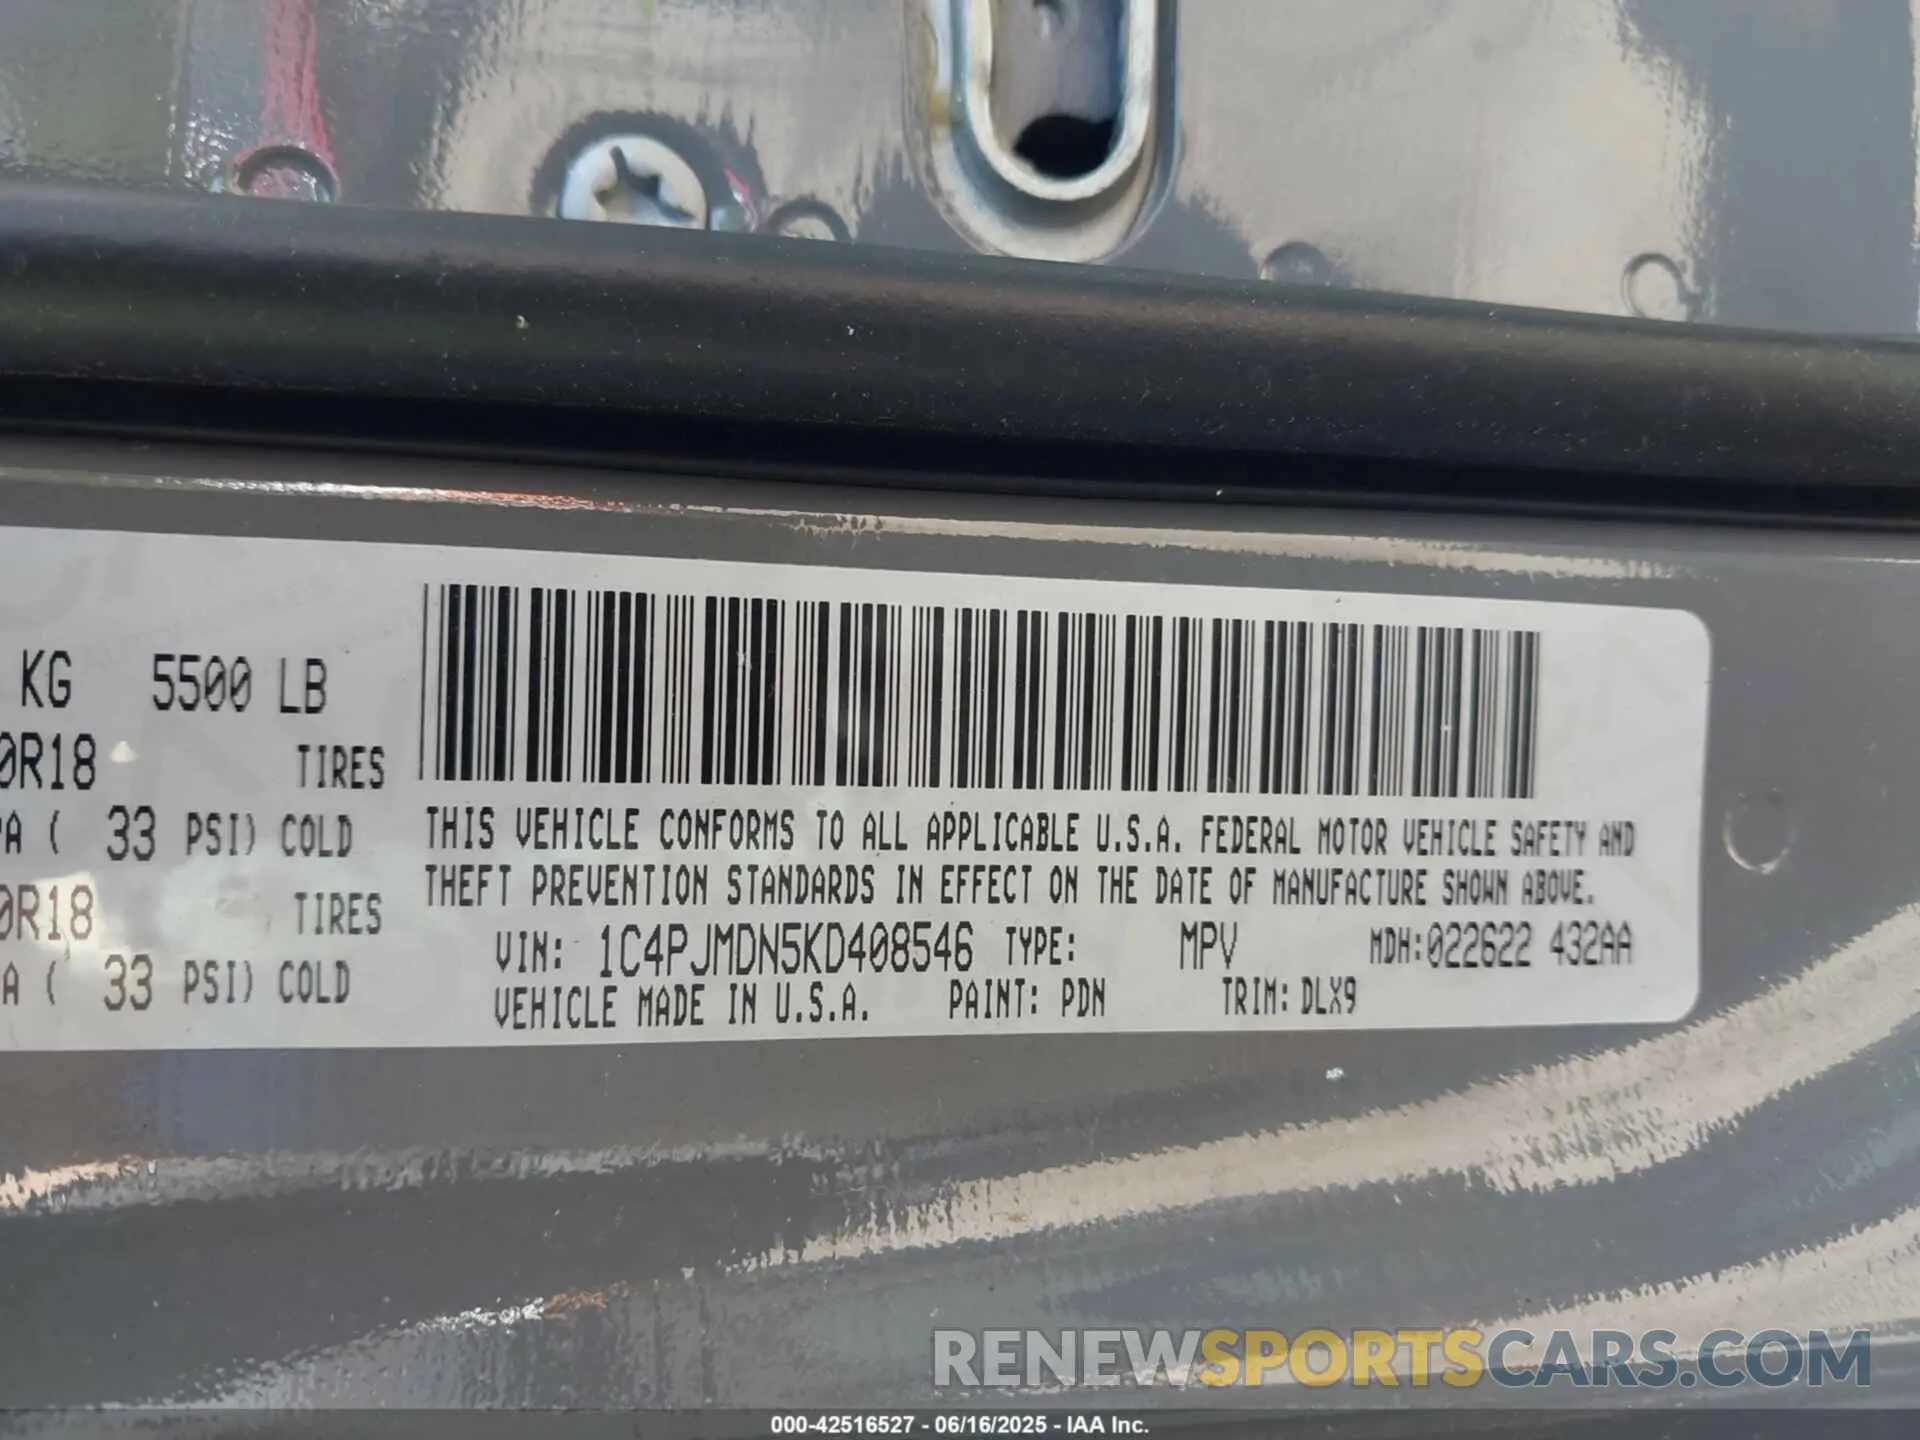 KG 5500 LB
0R18 TIRES
PA ( 33 PSI) COLD
0R18 TIRES
A ( 33 PSI) COLD
THIS VEHICLE CONFORMS TO ALL APPLICABLE U.S.A. FEDERAL MOTOR VEHICLE SAFETY AND
THEFT PREVENTION STANDARDS IN EFFECT ON THE DATE OF MANUFACTURE SHOWN ABOVE.
VIN: 1C4PJMDN5KD408546 TYPE: MPV MDH:022622 432AA
VEHICLE MADE IN U.S.A. PAINT: PDN TRIM: DLX9
RENEWSPORTSCARS.COM
000-42516527 - 06/16/2025 - IAA Inc.